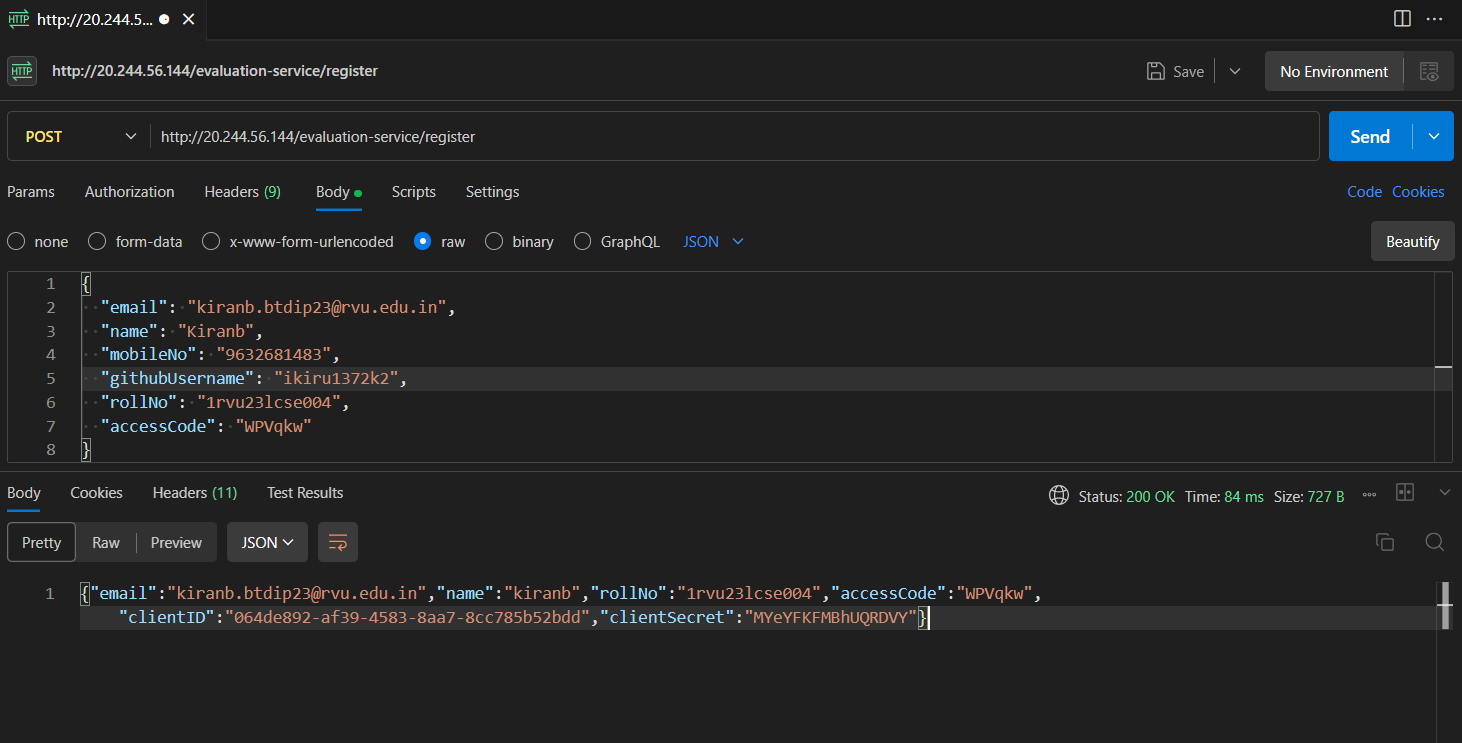 HTTP http://20.244.5...
HTTP http://20.244.56.144/evaluation-service/register Save No Environment
POST http://20.244.56.144/evaluation-service/register Send
Params Authorization Headers (9) Body Scripts Settings Code Cookies
none form-data x-www-form-urlencoded raw binary GraphQL JSON Beautify
1 {
2 "email": "kiranb.btdip23@rvu.edu.in",
3 "name": "Kiranb",
4 "mobileNo": "9632681483",
5 "githubUsername": "ikiru1372k2",
6 "rollNo": "1rvu23lcse004",
7 "accessCode": "WPVqkw"
8 }
Body Cookies Headers (11) Test Results Status: 200 OK Time: 84 ms Size: 727 B
Pretty Raw Preview JSON
1 {"email":"kiranb.btdip23@rvu.edu.in","name":"kiranb","rollNo":"1rvu23lcse004","accessCode":"WPVqkw",
"clientID":"064de892-af39-4583-8aa7-8cc785b52bdd","clientSecret":"MYeYFKFMBhUQRDVY"}